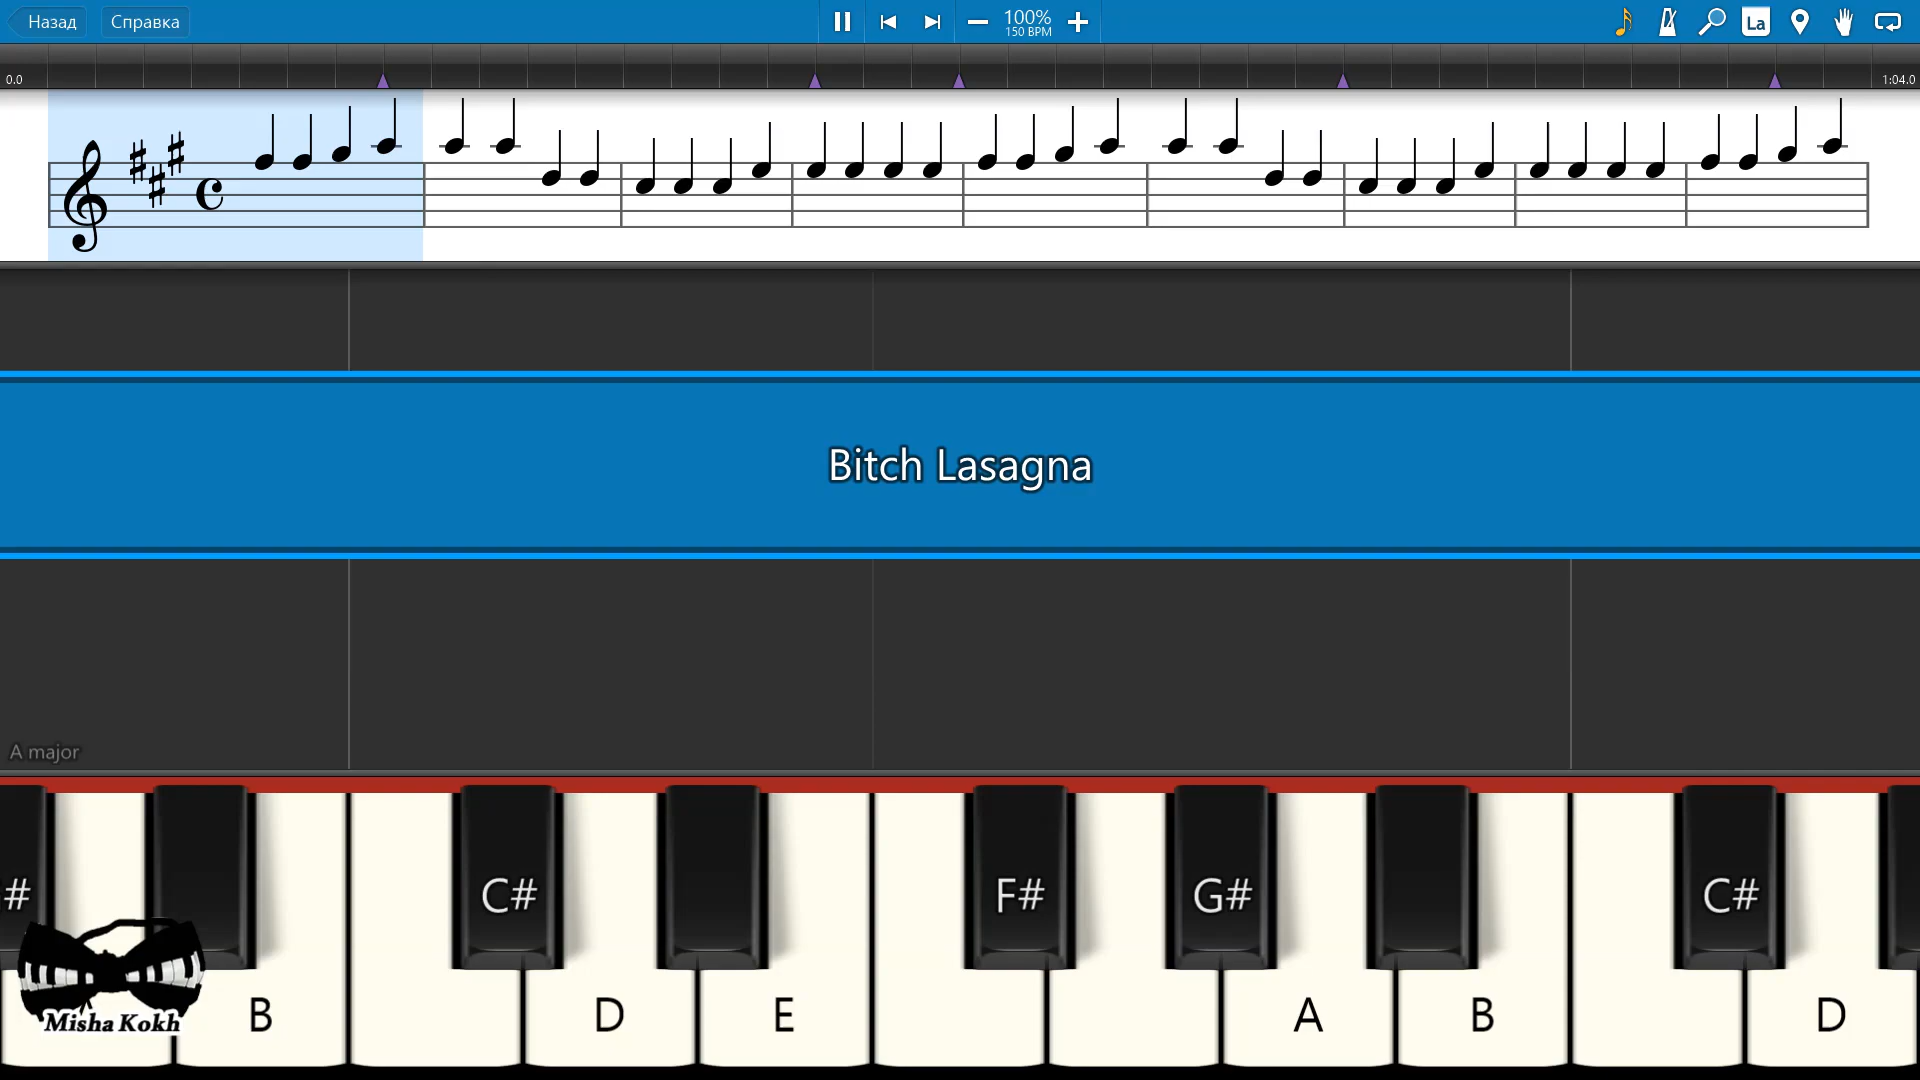 Назад
Справка
100%
150 BPM
La
0.0
1:04.0
Bitch Lasagna
A major
#
C#
F#
G#
C#
B
D
E
A
B
D
Misha Kokh